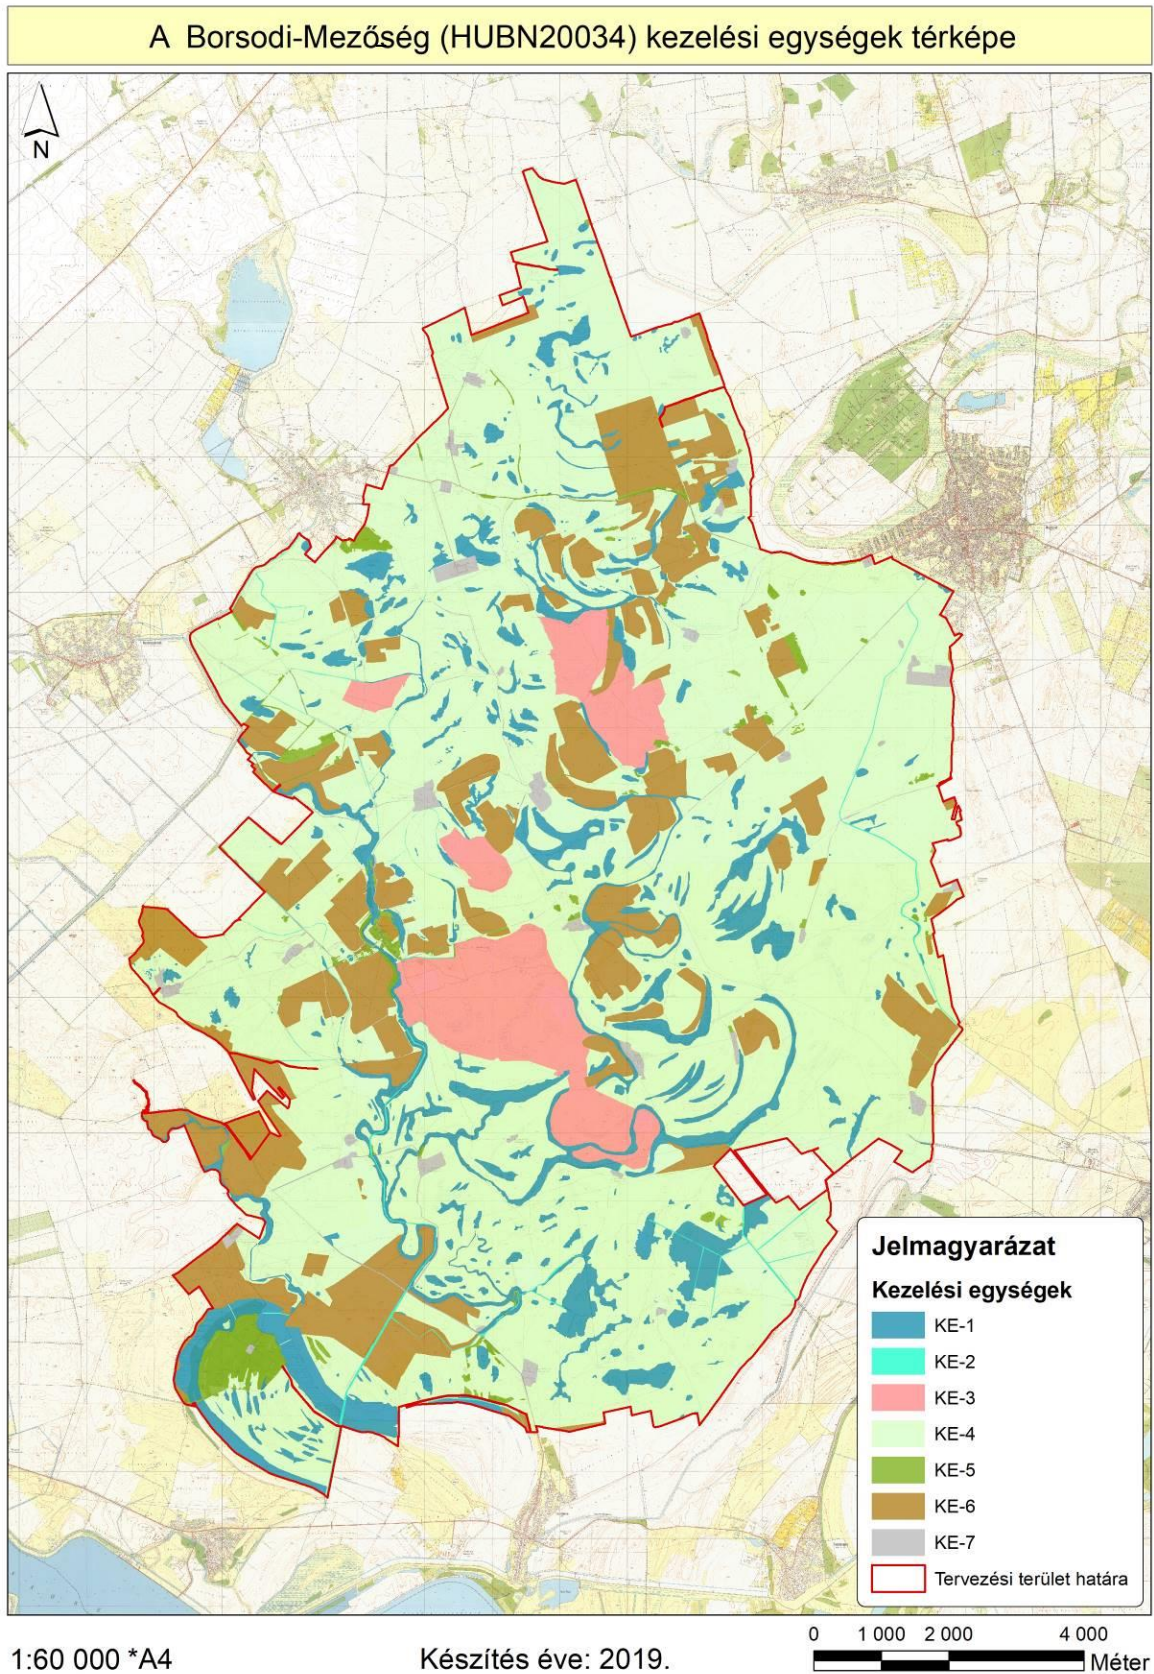 A Borsodi-Mezőség (HUBN20034) kezelési egységek térképe
N
Jelmagyarázat
Kezelési egységek
KE-1
KE-2
KE-3
KE-4
KE-5
KE-6
KE-7
Tervezési terület határa
1:60 000 *A4
Készítés éve: 2019.
0 1 000 2 000 4 000
Méter